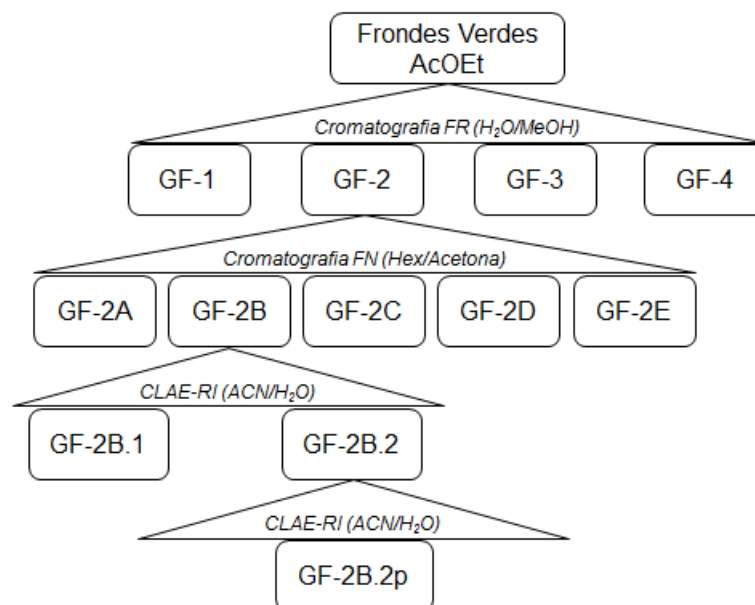 Frondes Verdes
AcOEt
Cromatografia FR (H₂O/MeOH)
GF-1 GF-2 GF-3 GF-4
Cromatografia FN (Hex/Acetona)
GF-2A GF-2B GF-2C GF-2D GF-2E
CLAE-RI (ACN/H₂O)
GF-2B.1 GF-2B.2
CLAE-RI (ACN/H₂O)
GF-2B.2p